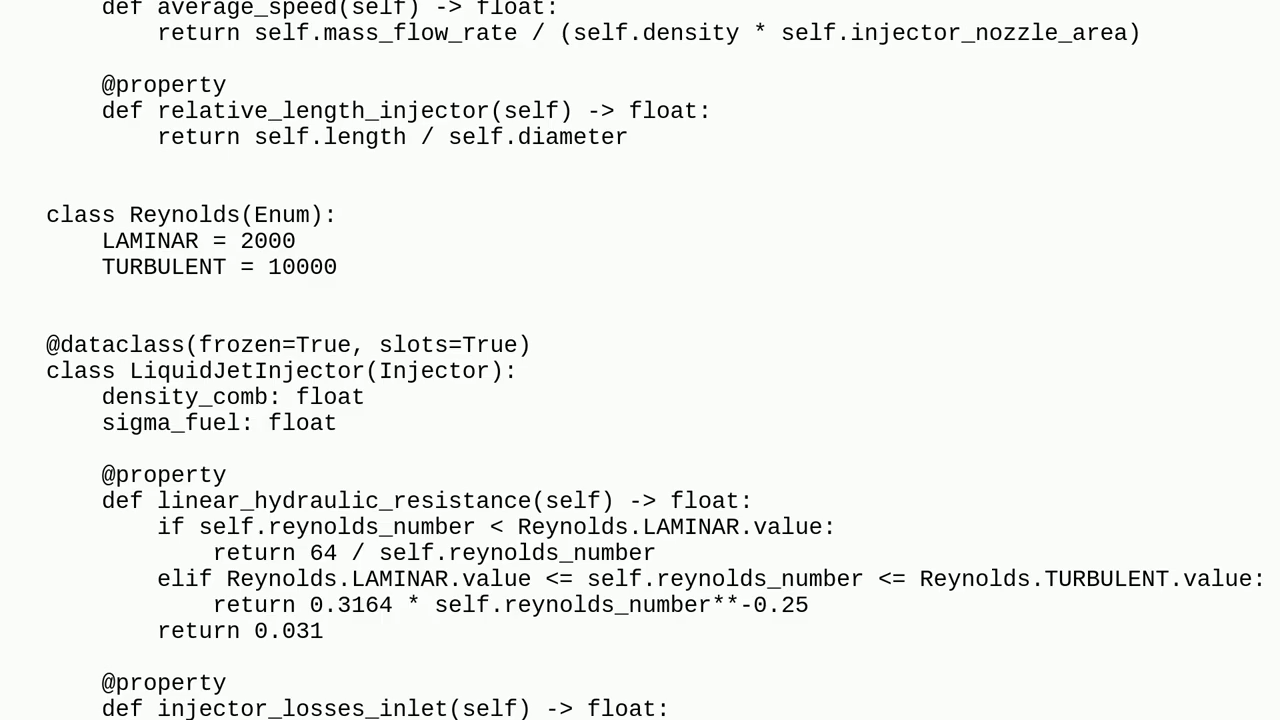 def average_speed(self) -> float:
return self.mass_flow_rate / (self.density * self.injector_nozzle_area)
@property
def relative_length_injector(self) -> float:
return self.length / self.diameter
class Reynolds(Enum):
LAMINAR = 2000
TURBULENT = 10000
@dataclass(frozen=True, slots=True)
class LiquidJetInjector(Injector):
density_comb: float
sigma_fuel: float
@property
def linear_hydraulic_resistance(self) -> float:
if self.reynolds_number < Reynolds.LAMINAR.value:
return 64 / self.reynolds_number
elif Reynolds.LAMINAR.value <= self.reynolds_number <= Reynolds.TURBULENT.value:
return 0.3164 * self.reynolds_number**-0.25
return 0.031
@property
def injector_losses_inlet(self) -> float: